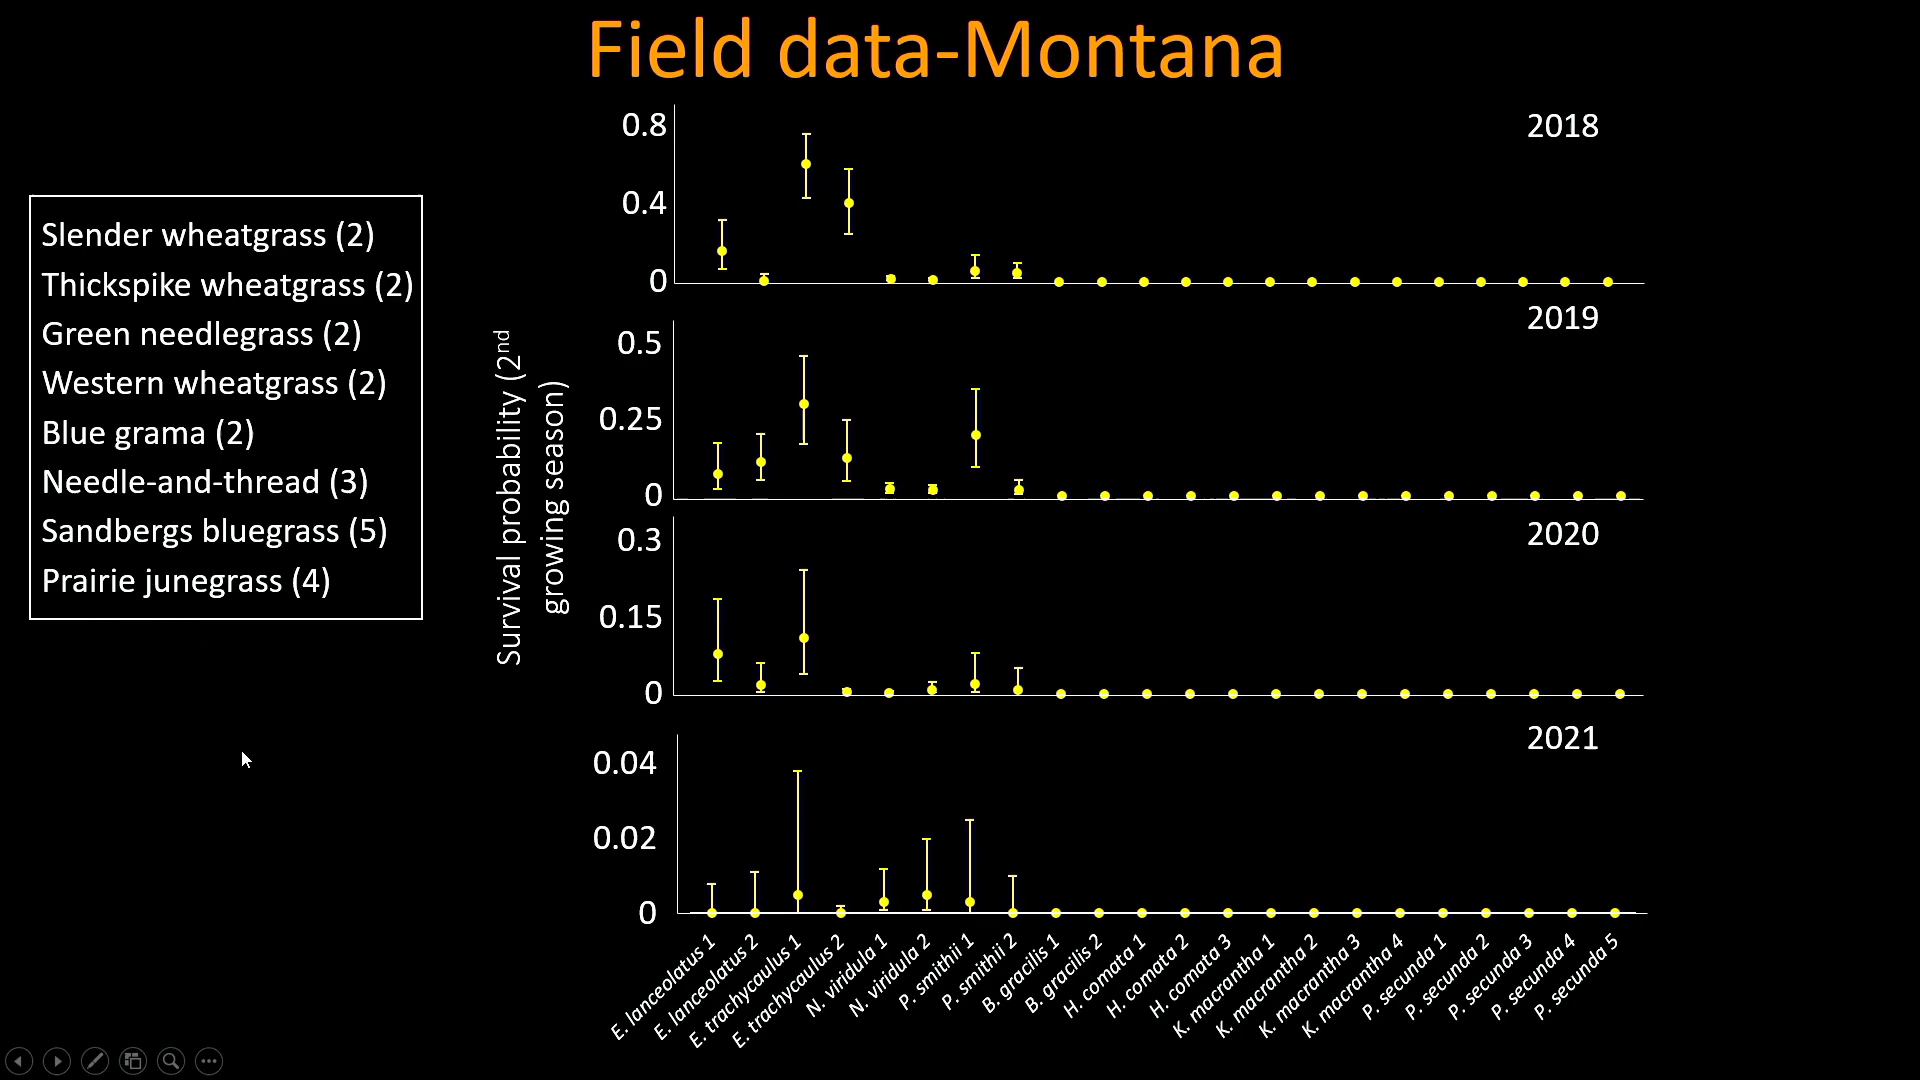 Field data-Montana
Slender wheatgrass (2)
Thickspike wheatgrass (2)
Green needlegrass (2)
Western wheatgrass (2)
Blue grama (2)
Needle-and-thread (3)
Sandbergs bluegrass (5)
Prairie junegrass (4)
Survival probability (2nd
growing season)
2018
0.8
0.4
0
2019
0.5
0.25
0
2020
0.3
0.15
0
2021
0.04
0.02
0
E. lanceolatus 1
E. lanceolatus 2
E. trachycaulus 1
E. trachycaulus 2
N. viridula 1
N. viridula 2
P. smithii 1
P. smithii 2
B. gracilis 1
B. gracilis 2
H. comata 1
H. comata 2
H. comata 3
K. macrantha 1
K. macrantha 2
K. macrantha 3
K. macrantha 4
P. secunda 1
P. secunda 2
P. secunda 3
P. secunda 4
P. secunda 5